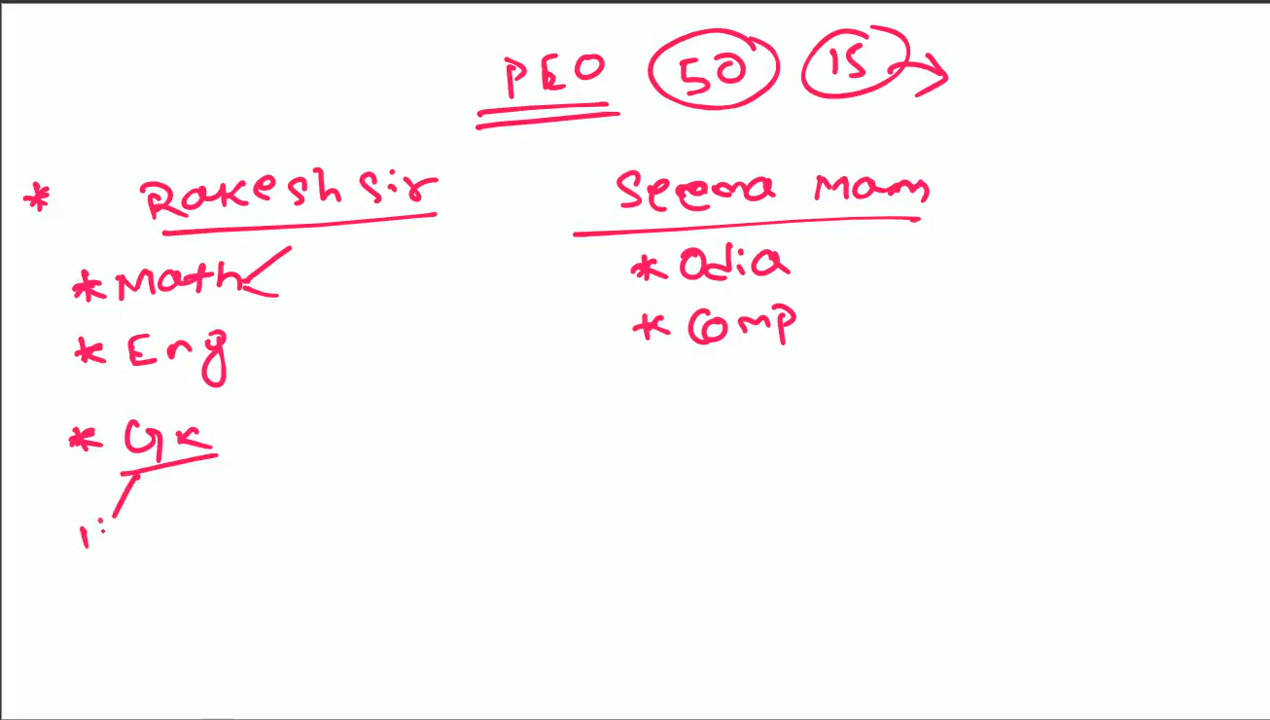 PEO 50 15
* Rakesh Sir
* Math
* Eng
* GK
Seema Mam
* Odia
* Comp